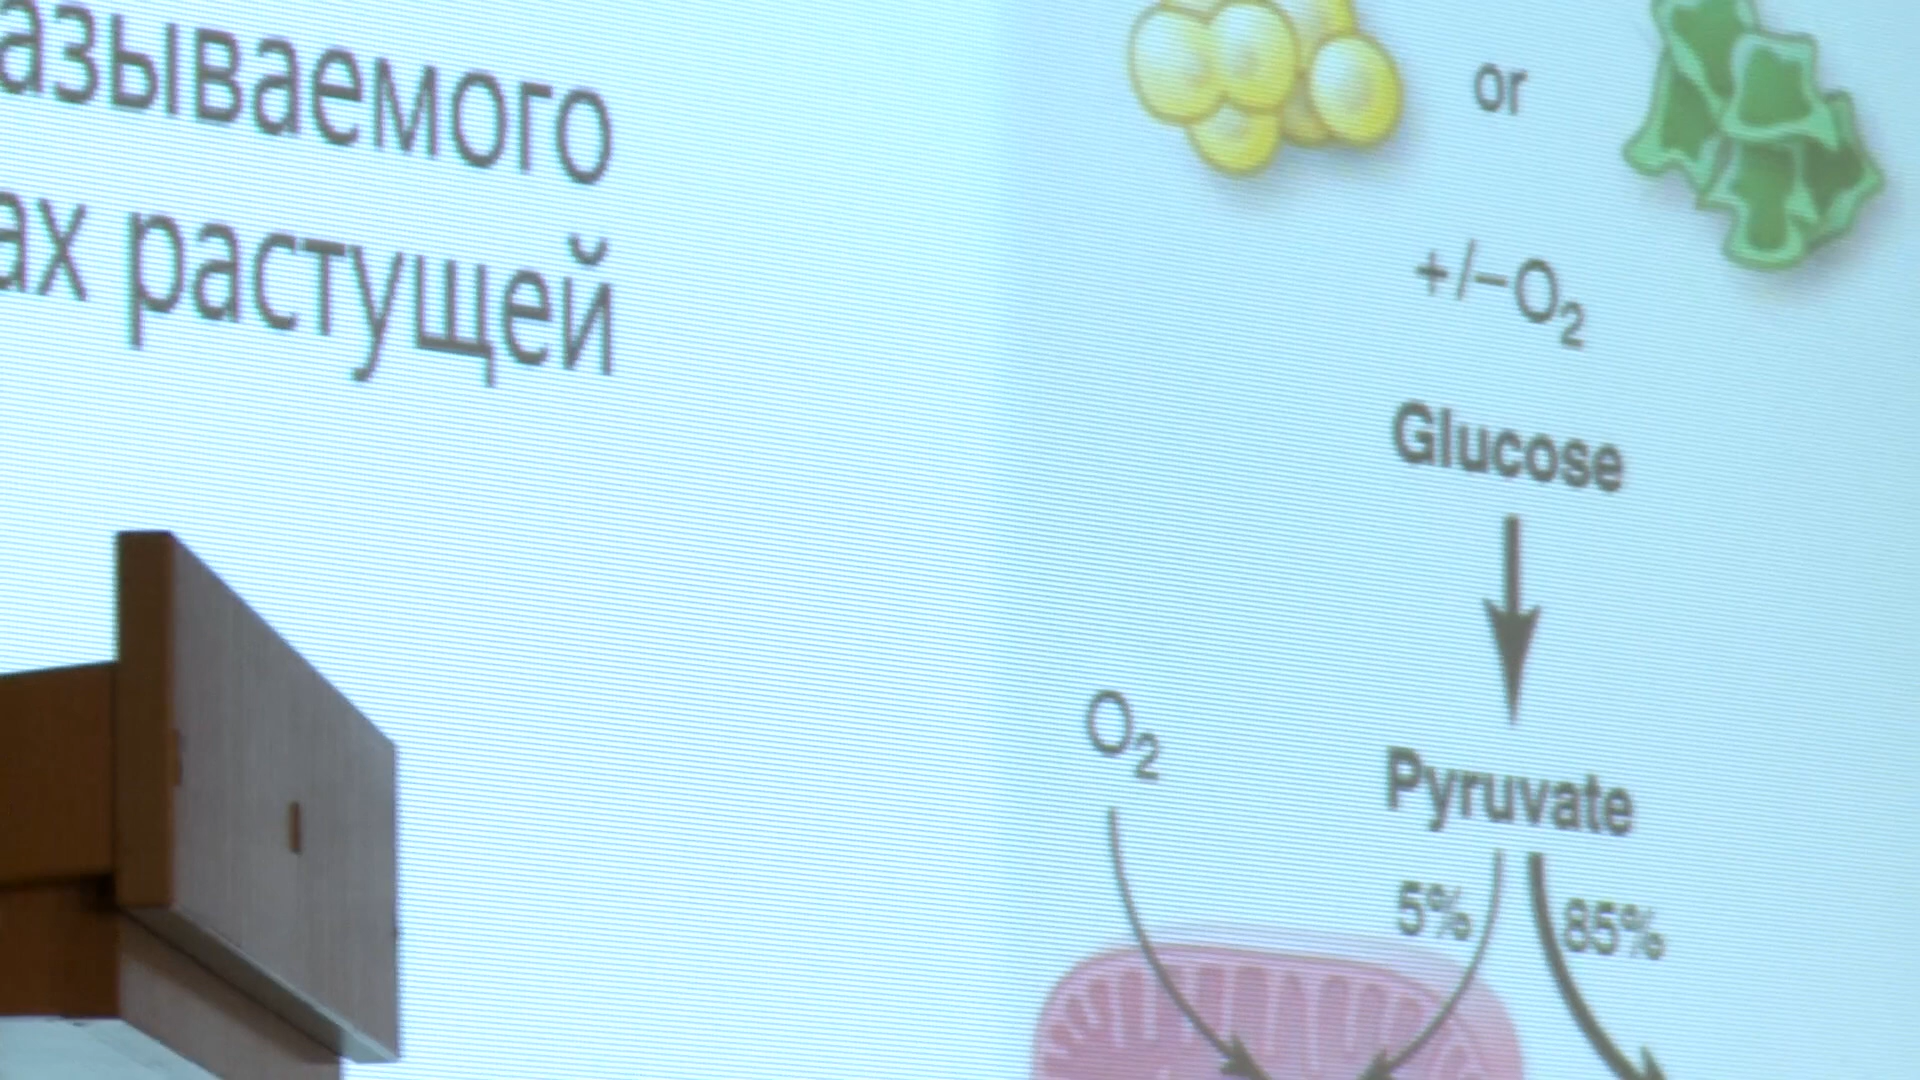 азываемого
ах растущей
or
+/−O₂
Glucose
O₂
Pyruvate
5% 85%